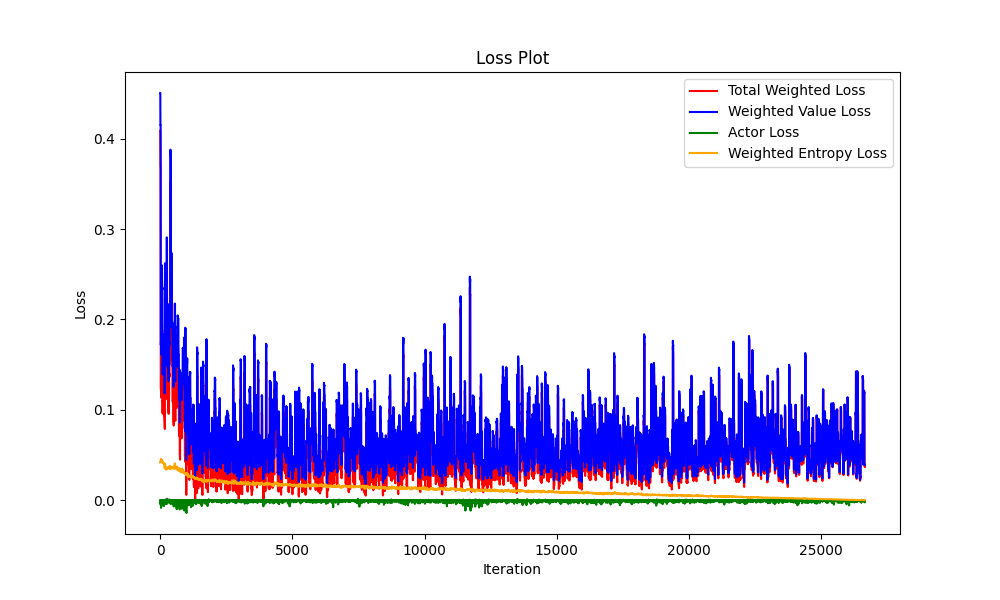 Loss Plot
Total Weighted Loss
Weighted Value Loss
Actor Loss
Weighted Entropy Loss
0.4
0.3
0.2
0.1
0.0
Loss
0 5000 10000 15000 20000 25000
Iteration